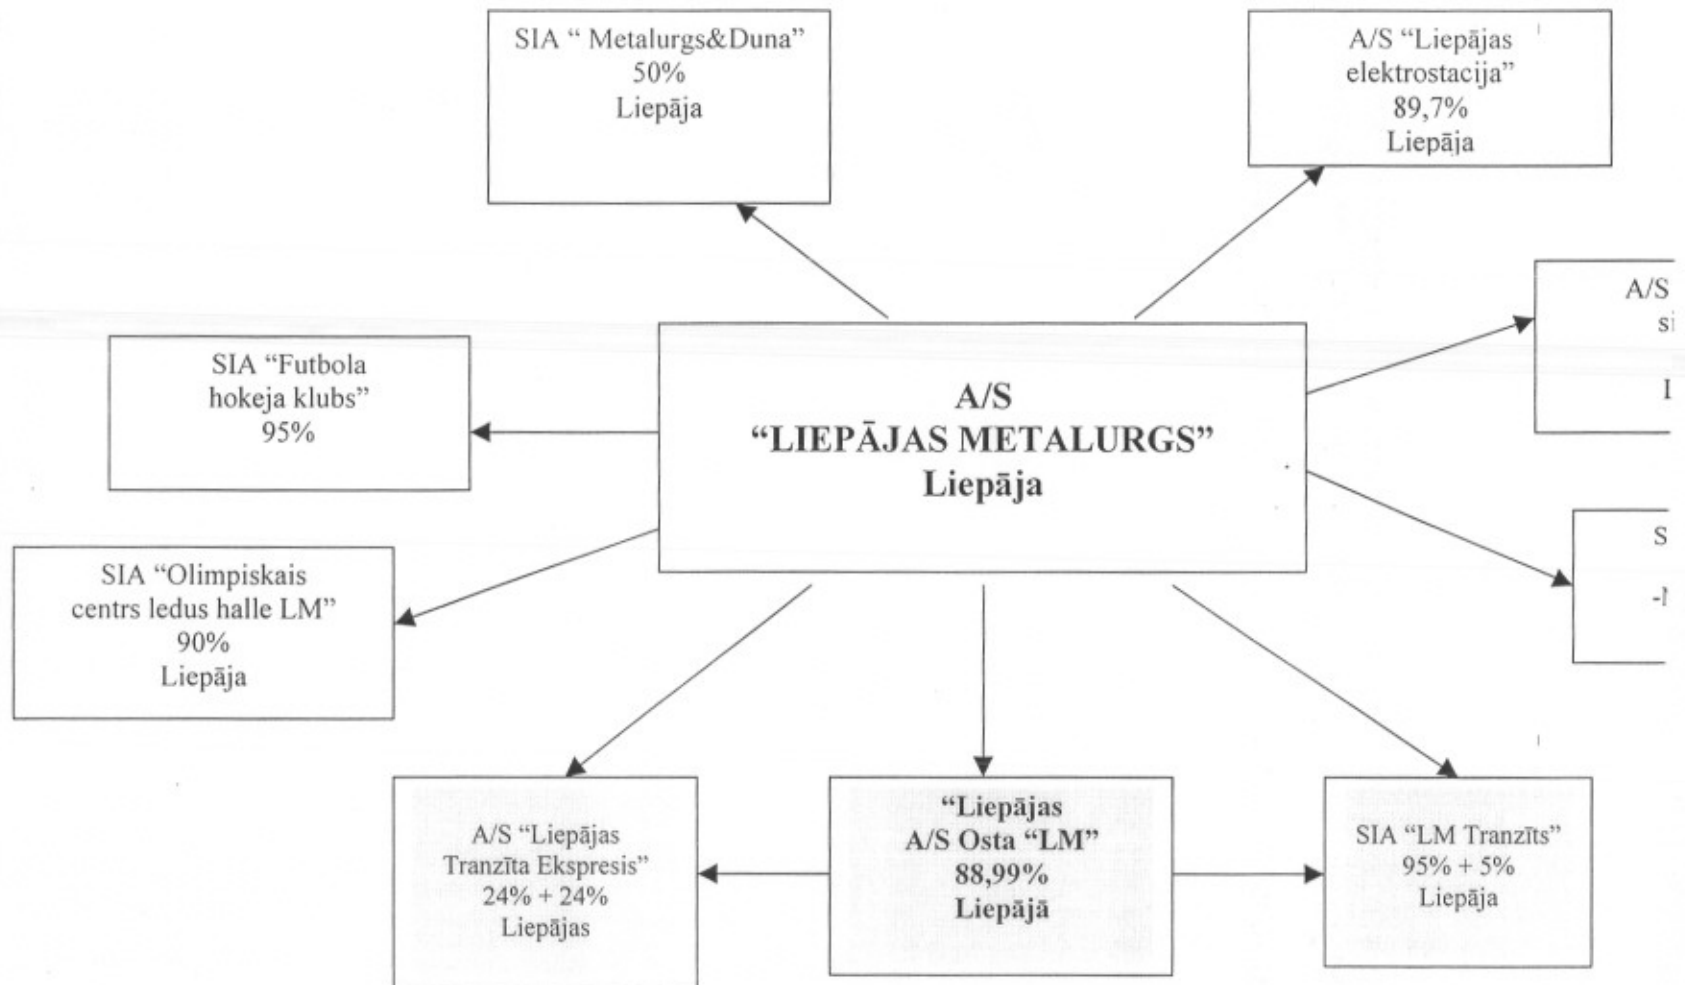 SIA “ Metalurgs&Duna”
50%
Liepāja
A/S “Liepājas
elektrostacija”
89,7%
Liepāja
A/S
SIA “Futbola
hokeja klubs”
95%
A/S
“LIEPĀJAS METALURGS”
Liepāja
SIA “Olimpiskais
centrs ledus halle LM”
90%
Liepāja
A/S “Liepājas
Tranzīta Ekspresis”
24% + 24%
Liepājas
“Liepājas
A/S Osta “LM”
88,99%
Liepājā
SIA “LM Tranzīts”
95% + 5%
Liepāja